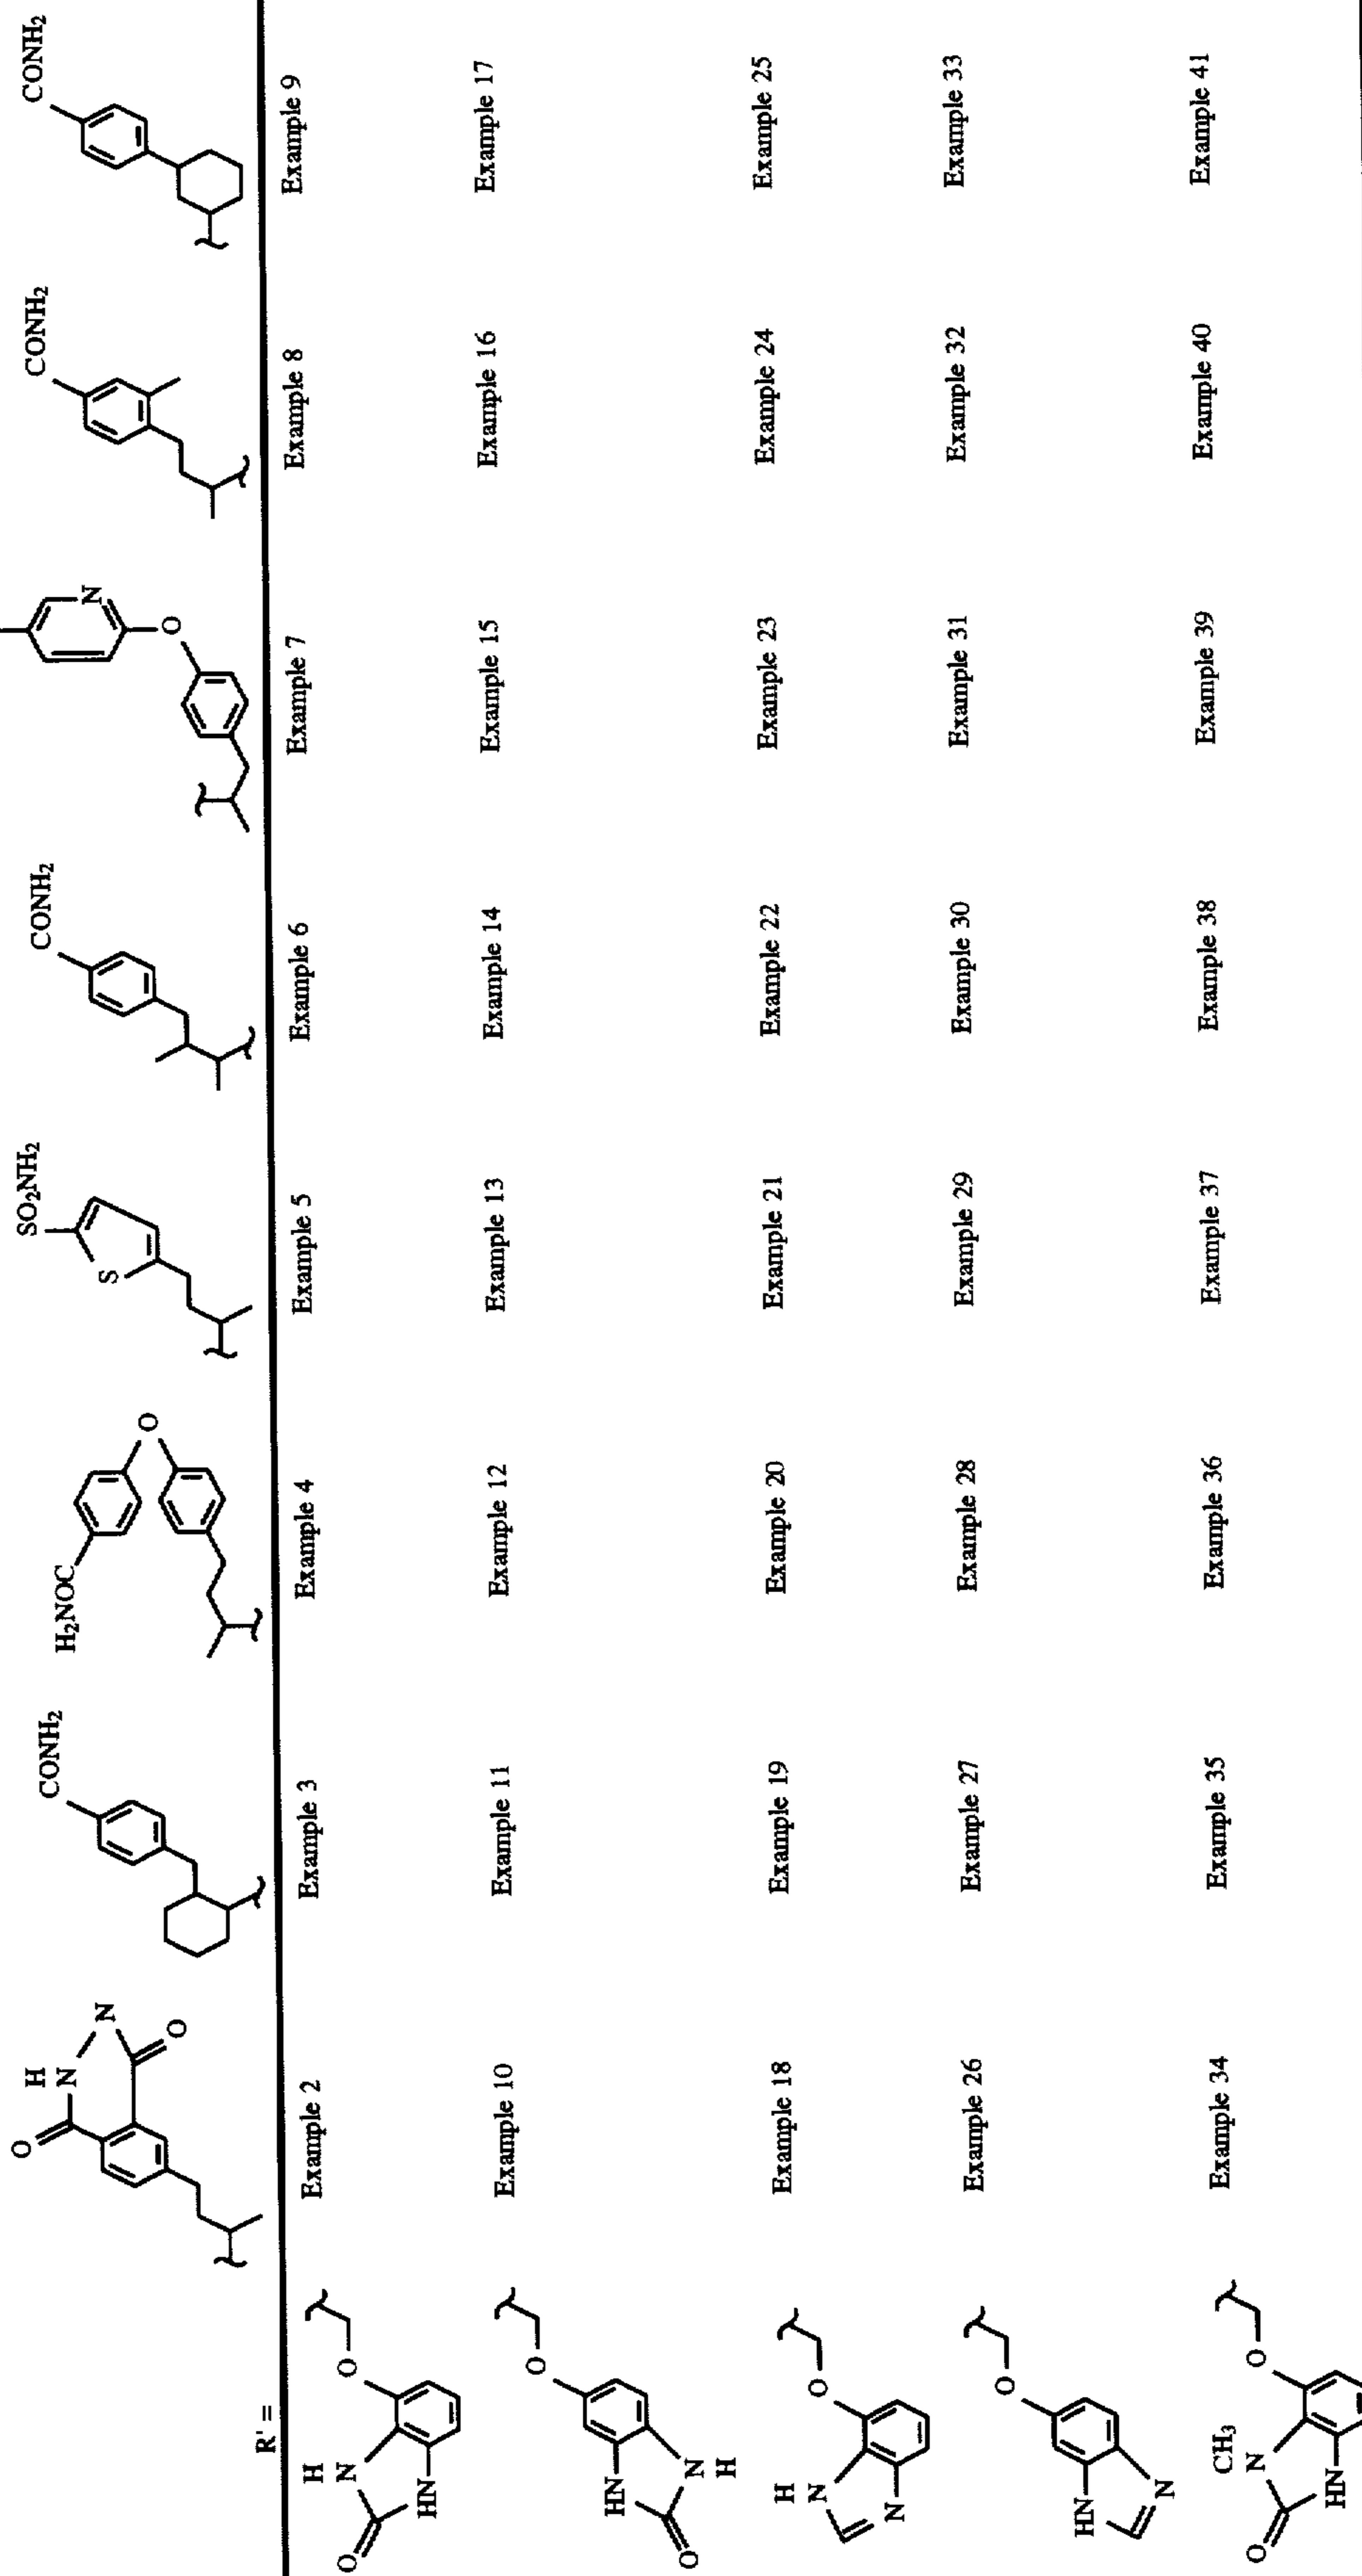 O H N N O
CONH₂
H₂NOC O
SO₂NH₂ S
CONH₂
N O
CONH₂
CONH₂
R' =
H N O HN O
Example 2 Example 3 Example 4 Example 5 Example 6 Example 7 Example 8 Example 9
O HN N H O
Example 10 Example 11 Example 12 Example 13 Example 14 Example 15 Example 16 Example 17
H N O N
Example 18 Example 19 Example 20 Example 21 Example 22 Example 23 Example 24 Example 25
O HN N
Example 26 Example 27 Example 28 Example 29 Example 30 Example 31 Example 32 Example 33
CH₃ N O HN O
Example 34 Example 35 Example 36 Example 37 Example 38 Example 39 Example 40 Example 41